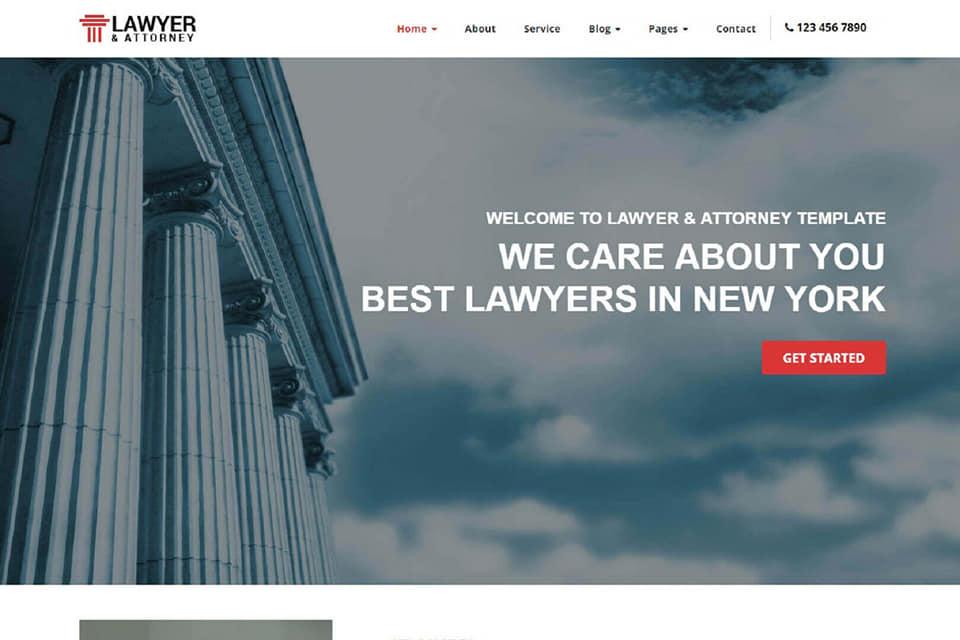 LAWYER
& ATTORNEY
Home About Service Blog Pages Contact 123 456 7890
WELCOME TO LAWYER & ATTORNEY TEMPLATE
WE CARE ABOUT YOU
BEST LAWYERS IN NEW YORK
GET STARTED